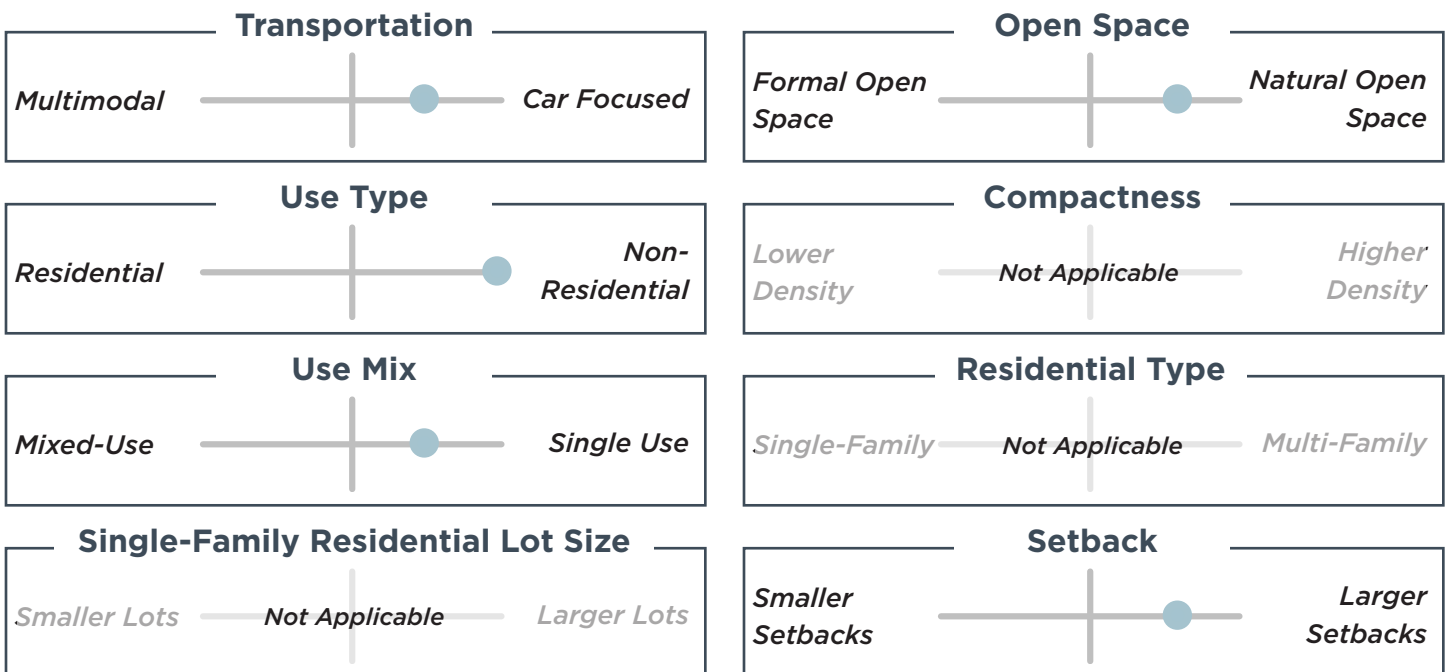 Transportation
Multimodal
Car Focused
Open Space
Formal Open
Space
Natural Open
Space
Use Type
Residential
Non-
Residential
Compactness
Lower
Density
Not Applicable
Higher
Density
Use Mix
Mixed-Use
Single Use
Residential Type
Single-Family
Not Applicable
Multi-Family
Single-Family Residential Lot Size
Smaller Lots
Not Applicable
Larger Lots
Setback
Smaller
Setbacks
Larger
Setbacks